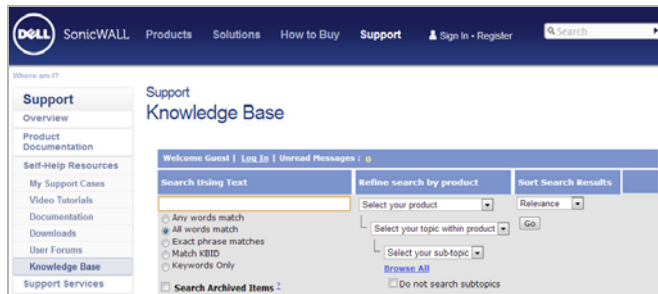 DELL SonicWALL Products Solutions How to Buy Support Sign In - Register Search
Where am I?
Support
Overview
Product
Documentation
Self-Help Resources
My Support Cases
Video Tutorials
Documentation
Downloads
User Forums
Knowledge Base
Support Services
Support
Knowledge Base
Welcome Guest | Log In | Unread Messages : 0
Search Using Text
Any words match
All words match
Exact phrase matches
Match KBID
Keywords Only
Search Archived Items ?
Refine search by product
Select your product
Select your topic within product
Select your sub-topic
Browse All
Do not search subtopics
Sort Search Results
Relevance
Go